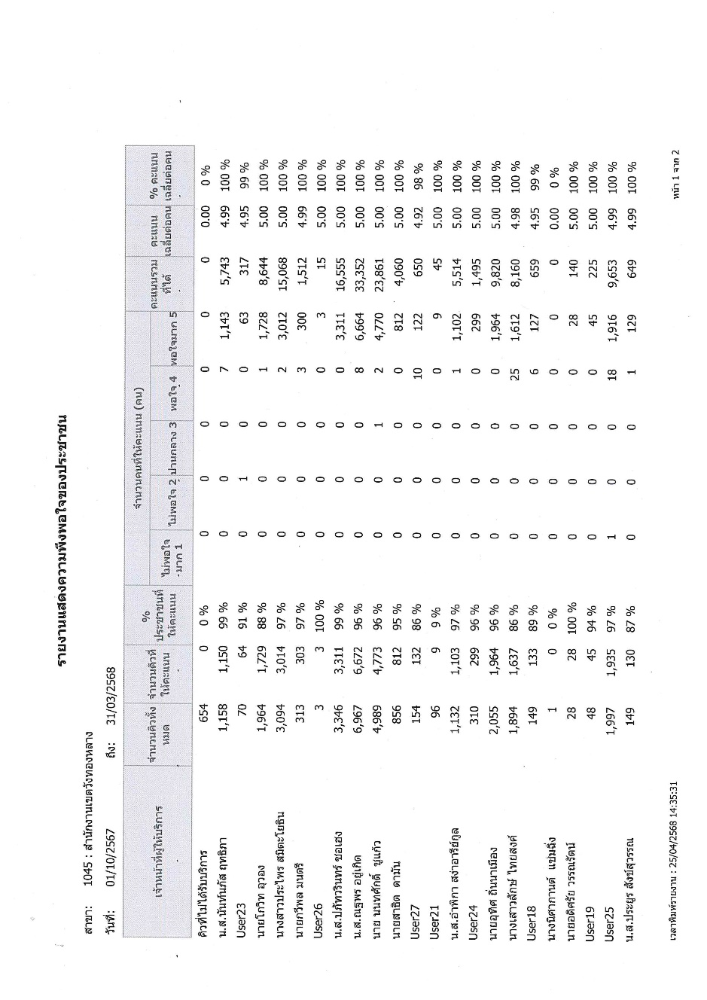 รายงานแสดงความพึงพอใจของประชาชน
สาขา: 1045 : สำนักงานเขตวังทองหลาง
วันที่: 01/10/2567 ถึง: 31/03/2568
เจ้าหน้าที่ผู้ให้บริการ จำนวนคิวทั้งหมด จำนวนคิวที่ให้คะแนน % ประชาชนที่ให้คะแนน จำนวนคนที่ให้คะแนน (คน) คะแนนรวมที่ได้ คะแนนเฉลี่ยต่อคน % คะแนนเฉลี่ยต่อคน
ไม่พอใจมาก 1 ไม่พอใจ 2 ปานกลาง 3 พอใจ 4 พอใจมาก 5
คิวที่ไม่ได้รับบริการ 654 0 0 % 0 0 0 0 0 0 0.00 0 %
น.ส.นันท์นภัส ฤทธิภา 1,158 1,150 99 % 0 0 0 7 1,143 5,743 4.99 100 %
User23 70 64 91 % 0 1 0 0 63 317 4.95 99 %
นายโกวิท อุวอง 1,964 1,729 88 % 0 0 0 1 1,728 8,644 5.00 100 %
นางสาวประไพร สมิตะโยธิน 3,094 3,014 97 % 0 0 0 2 3,012 15,068 5.00 100 %
นายกวีพล มนตรี 313 303 97 % 0 0 0 3 300 1,512 4.99 100 %
User26 3 3 100 % 0 0 0 0 3 15 5.00 100 %
น.ส.ปภัทวรินทร์ ซอเฮง 3,346 3,311 99 % 0 0 0 0 3,311 16,555 5.00 100 %
น.ส.ณฐพร อยู่เกิด 6,967 6,672 96 % 0 0 0 8 6,664 33,352 5.00 100 %
นาย นนทศักดิ์ ชูแก้ว 4,989 4,773 96 % 0 0 1 2 4,770 23,861 5.00 100 %
นายสาธิต ดามัน 856 812 95 % 0 0 0 0 812 4,060 5.00 100 %
User27 154 132 86 % 0 0 0 10 122 650 4.92 98 %
User21 96 9 9 % 0 0 0 0 9 45 5.00 100 %
น.ส.อำพิกา สง่าอารีย์กูล 1,132 1,103 97 % 0 0 0 1 1,102 5,514 5.00 100 %
User24 310 299 96 % 0 0 0 0 299 1,495 5.00 100 %
นายอุทิศ ถิ่นนาเมือง 2,055 1,964 96 % 0 0 0 0 1,964 9,820 5.00 100 %
นางเสาวลักษ์ ไทยสงค์ 1,894 1,637 86 % 0 0 0 25 1,612 8,160 4.98 100 %
User18 149 133 89 % 0 0 0 6 127 659 4.95 99 %
นางนิศากานต์ แช่มฉิ่ง 1 0 0 % 0 0 0 0 0 0 0.00 0 %
นายอดิศรัย วรรณรัตน์ 28 28 100 % 0 0 0 0 28 140 5.00 100 %
User19 48 45 94 % 0 0 0 0 45 225 5.00 100 %
User25 1,997 1,935 97 % 1 0 0 18 1,916 9,653 4.99 100 %
น.ส.ประยูร สังข์สุวรรณ 149 130 87 % 0 0 0 1 129 649 4.99 100 %
เวลาพิมพ์รายงาน : 25/04/2568 14:35:31 หน้า 1 จาก 2